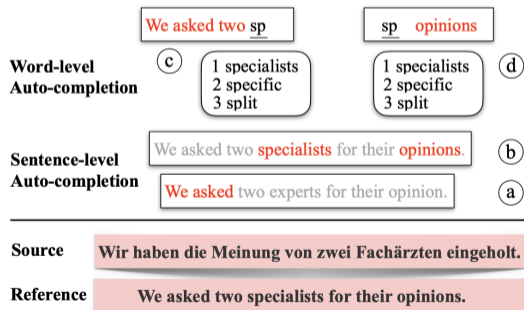 We asked two sp
sp opinions
Word-level
Auto-completion
c
1 specialists
2 specific
3 split
1 specialists
2 specific
3 split
d
Sentence-level
Auto-completion
We asked two specialists for their opinions.
b
We asked two experts for their opinion.
a
Source
Wir haben die Meinung von zwei Fachärzten eingeholt.
Reference
We asked two specialists for their opinions.